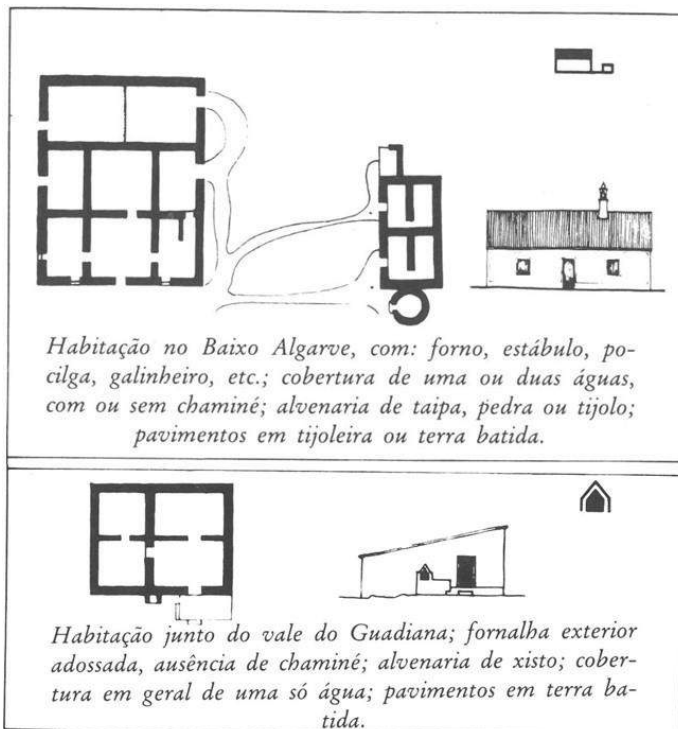 Habitação no Baixo Algarve, com: forno, estábulo, po-
cilga, galinheiro, etc.; cobertura de uma ou duas águas,
com ou sem chaminé; alvenaria de taipa, pedra ou tijolo;
pavimentos em tijoleira ou terra batida.
Habitação junto do vale do Guadiana; fornalha exterior
adossada, ausência de chaminé; alvenaria de xisto; cober-
tura em geral de uma só água; pavimentos em terra ba-
tida.